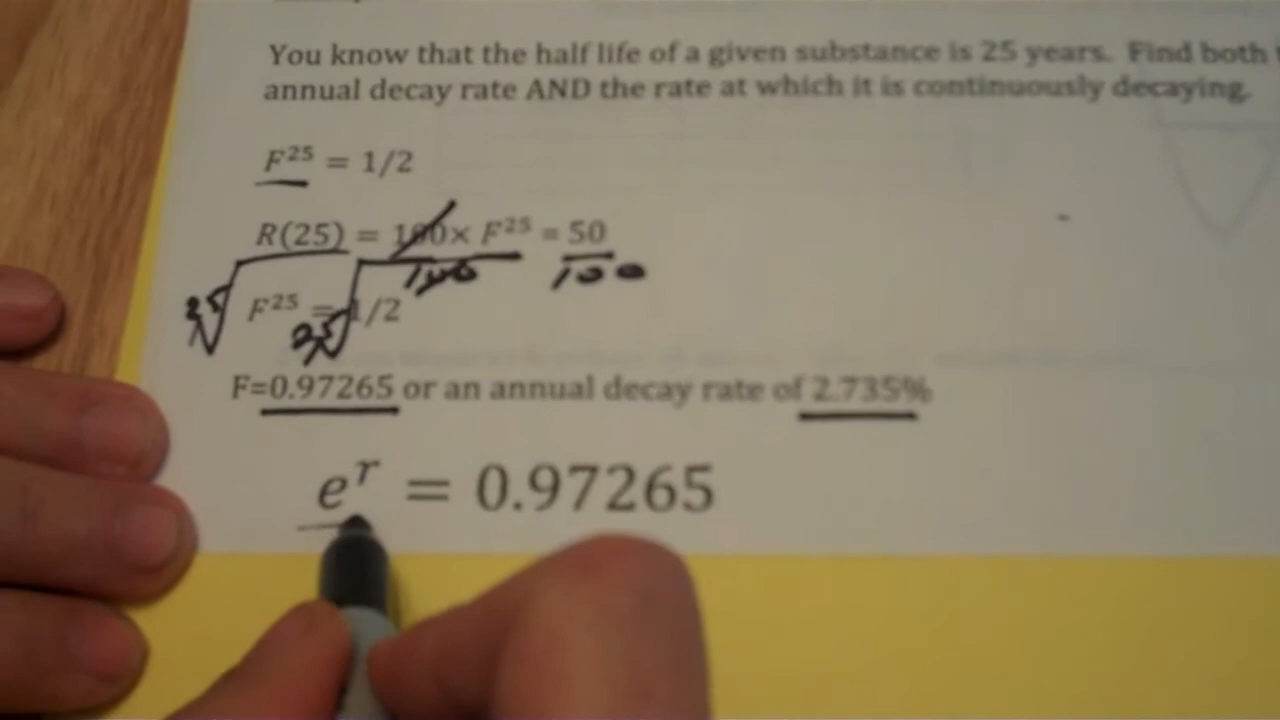 You know that the half life of a given substance is 25 years. Find both
annual decay rate AND the rate at which it is continuously decaying.
F²⁵ = 1/2
R(25) = 100× F²⁵ = 50
100 100
25√ F²⁵ = 25√ 1/2
F=0.97265 or an annual decay rate of 2.735%
eʳ = 0.97265